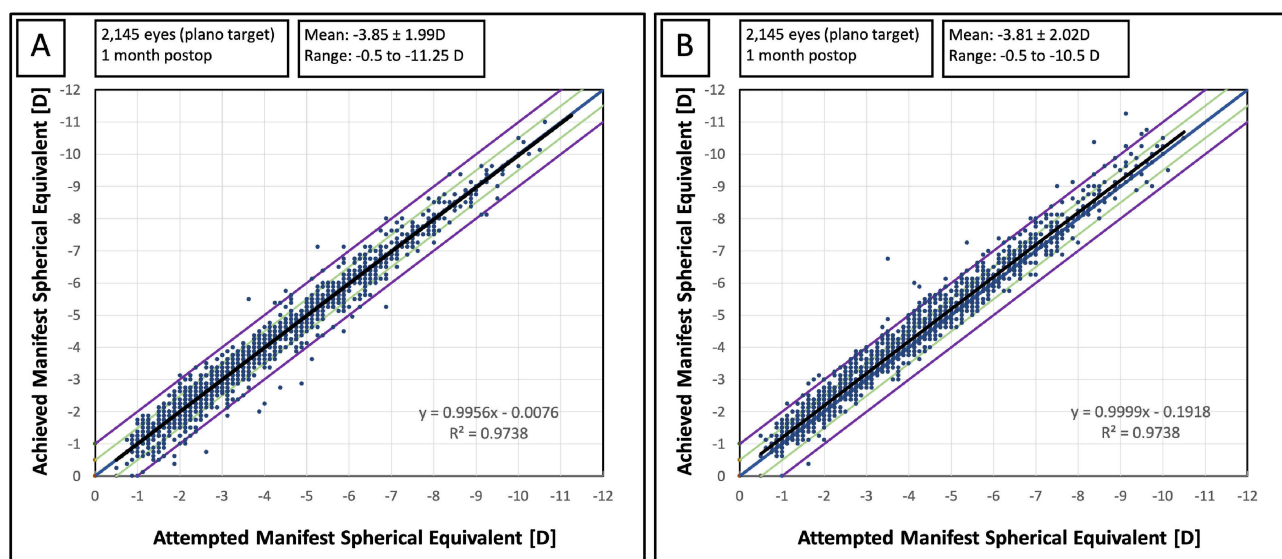 A
2,145 eyes (plano target)
1 month postop
Mean: -3.85 ± 1.99D
Range: -0.5 to -11.25 D
Achieved Manifest Spherical Equivalent [D]
-12
-11
-10
-9
-8
-7
-6
-5
-4
-3
-2
-1
0
y = 0.9956x - 0.0076
R² = 0.9738
0 -1 -2 -3 -4 -5 -6 -7 -8 -9 -10 -11 -12
Attempted Manifest Spherical Equivalent [D]
B
2,145 eyes (plano target)
1 month postop
Mean: -3.81 ± 2.02D
Range: -0.5 to -10.5 D
Achieved Manifest Spherical Equivalent [D]
-12
-11
-10
-9
-8
-7
-6
-5
-4
-3
-2
-1
0
y = 0.9999x - 0.1918
R² = 0.9738
0 -1 -2 -3 -4 -5 -6 -7 -8 -9 -10 -11 -12
Attempted Manifest Spherical Equivalent [D]